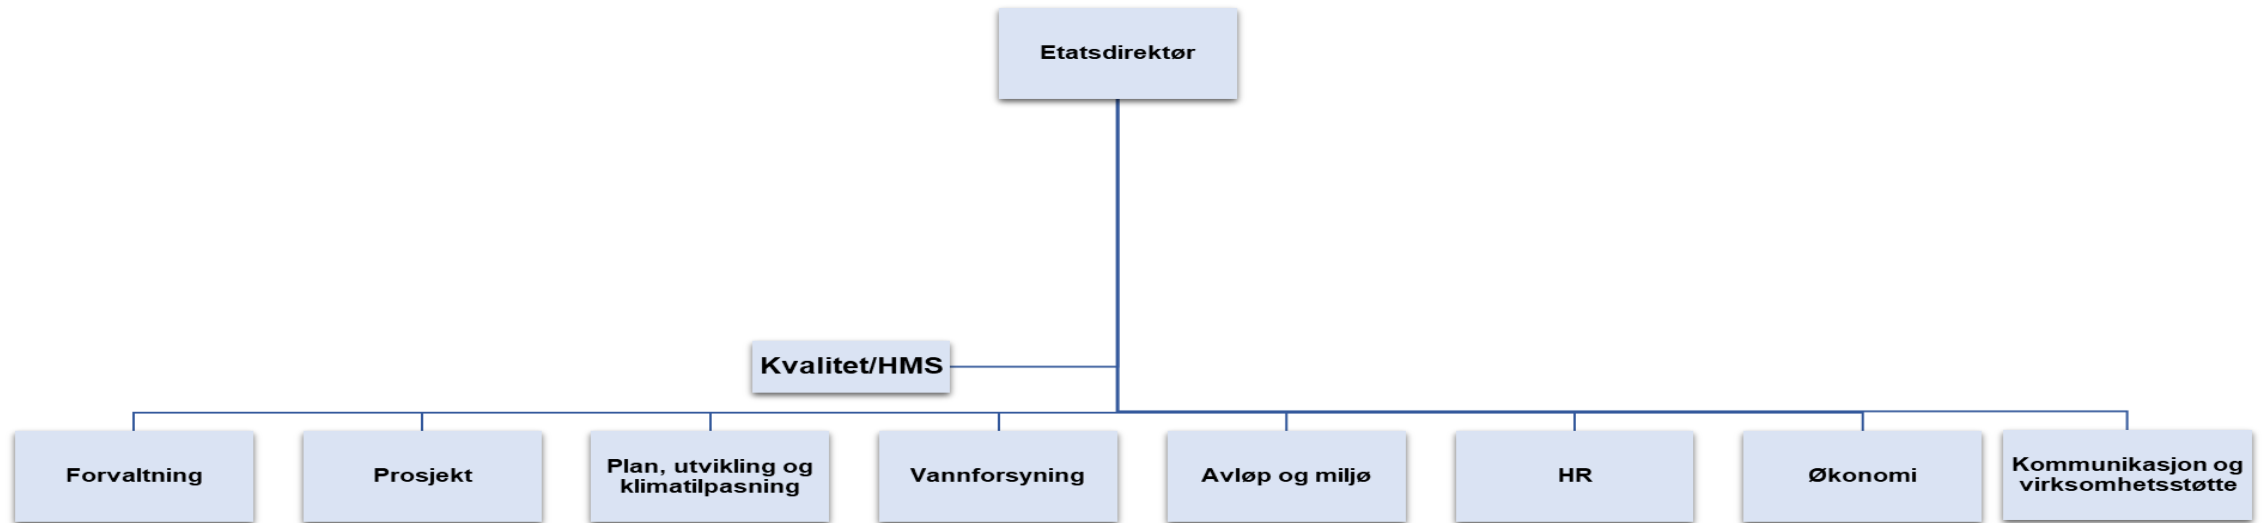 Etatsdirektør
Kvalitet/HMS
Forvaltning
Prosjekt
Plan, utvikling og
klimatilpasning
Vannforsyning
Avløp og miljø
HR
Økonomi
Kommunikasjon og
virksomhetsstøtte